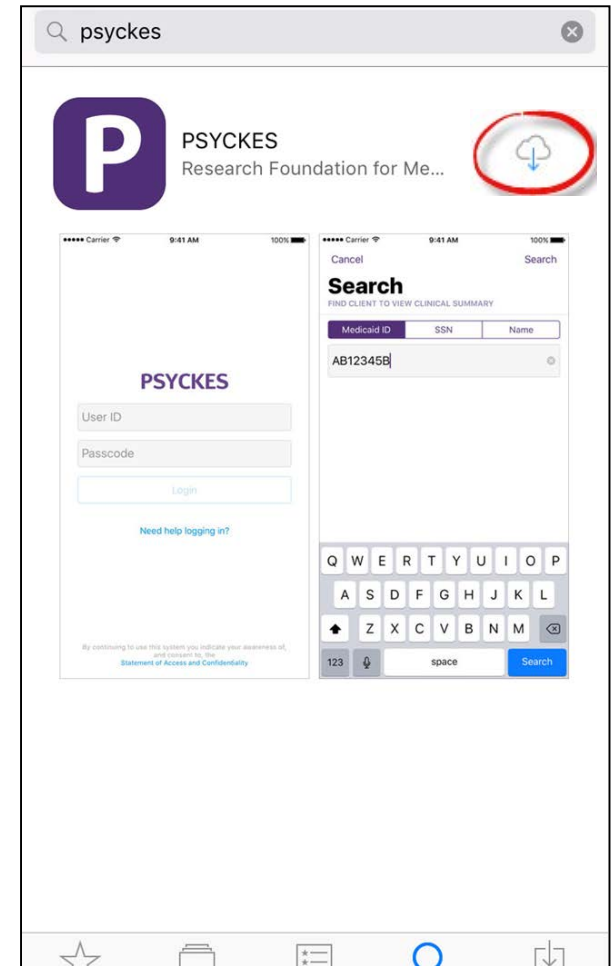 psyckes
P
PSYCKES
Research Foundation for Me...
Carrier 9:41 AM 100%
PSYCKES
User ID
Passcode
Login
Need help logging in?
By continuing to use this system you indicate your awareness of,
and consent to, the
Statement of Access and Confidentiality
Carrier 9:41 AM 100%
Cancel Search
Search
FIND CLIENT TO VIEW CLINICAL SUMMARY
Medicaid ID SSN Name
AB12345B
Q W E R T Y U I O P
A S D F G H J K L
Z X C V B N M
123 space Search